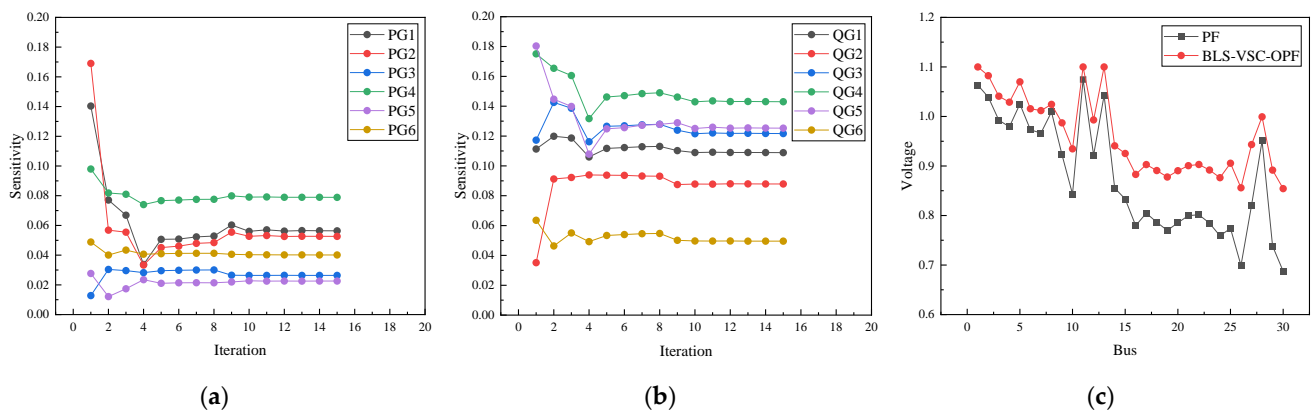 0.20
0.18
0.16
0.14
0.12
0.10
0.08
0.06
0.04
0.02
0.00
Sensitivity
0 2 4 6 8 10 12 14 16 18 20
Iteration
PG1
PG2
PG3
PG4
PG5
PG6
(a)
0.20
0.18
0.16
0.14
0.12
0.10
0.08
0.06
0.04
0.02
0.00
Sensitivity
0 2 4 6 8 10 12 14 16 18 20
Iteration
QG1
QG2
QG3
QG4
QG5
QG6
(b)
1.2
1.1
1.0
0.9
0.8
0.7
0.6
Voltage
0 5 10 15 20 25 30
Bus
PF
BLS-VSC-OPF
(c)